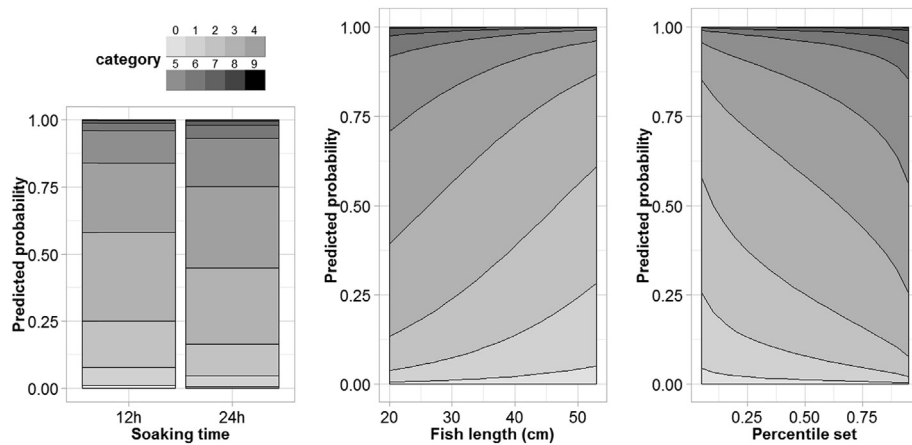 0 1 2 3 4
category
5 6 7 8 9
Predicted probability
1.00
0.75
0.50
0.25
0.00
12h 24h
Soaking time
Predicted probability
1.00
0.75
0.50
0.25
0.00
20 30 40 50
Fish length (cm)
Predicted probability
1.00
0.75
0.50
0.25
0.00
0.25 0.50 0.75
Percentile set